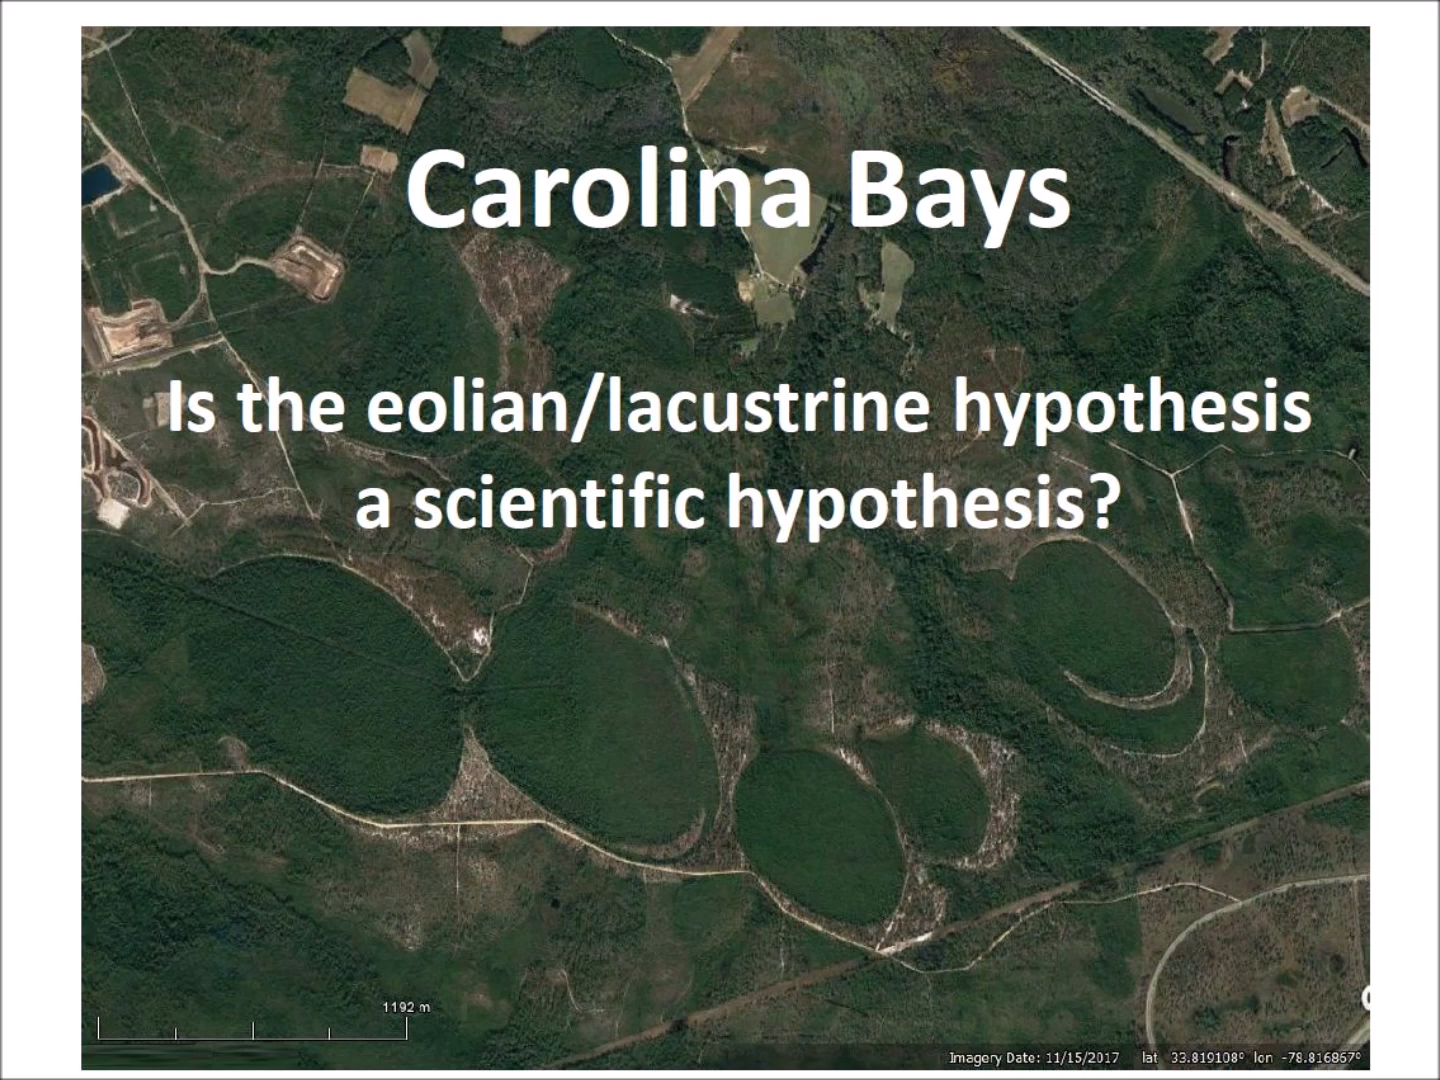 Carolina Bays
Is the eolian/lacustrine hypothesis
a scientific hypothesis?
1192 m
Imagery Date: 11/15/2017 lat 33.819108° lon -78.816867°